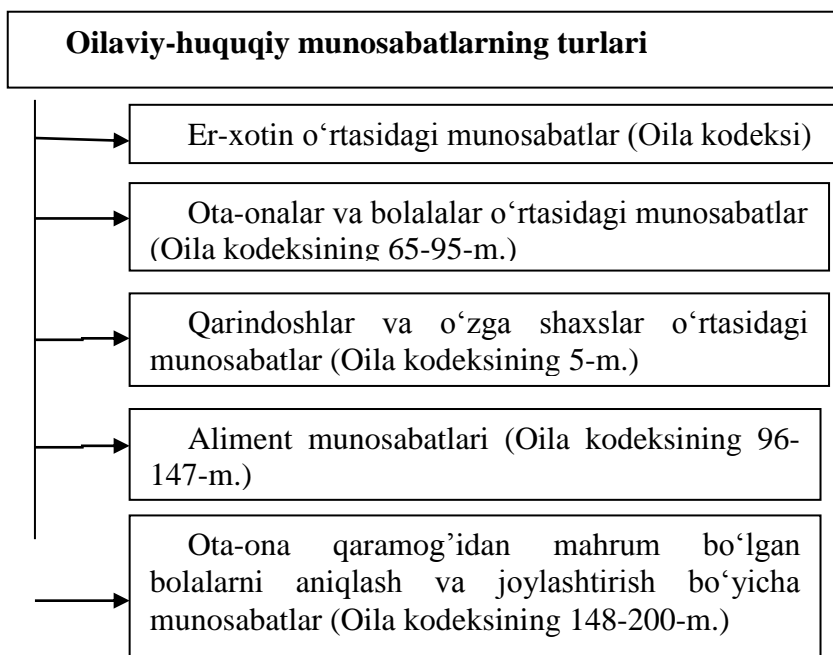 Oilaviy-huquqiy munosabatlarning turlari
Er-xotin o‘rtasidagi munosabatlar (Oila kodeksi)
Ota-onalar va bolalalar o‘rtasidagi munosabatlar
(Oila kodeksining 65-95-m.)
Qarindoshlar va o‘zga shaxslar o‘rtasidagi
munosabatlar (Oila kodeksining 5-m.)
Aliment munosabatlari (Oila kodeksining 96-
147-m.)
Ota-ona qaramog’idan mahrum bo‘lgan
bolalarni aniqlash va joylashtirish bo‘yicha
munosabatlar (Oila kodeksining 148-200-m.)